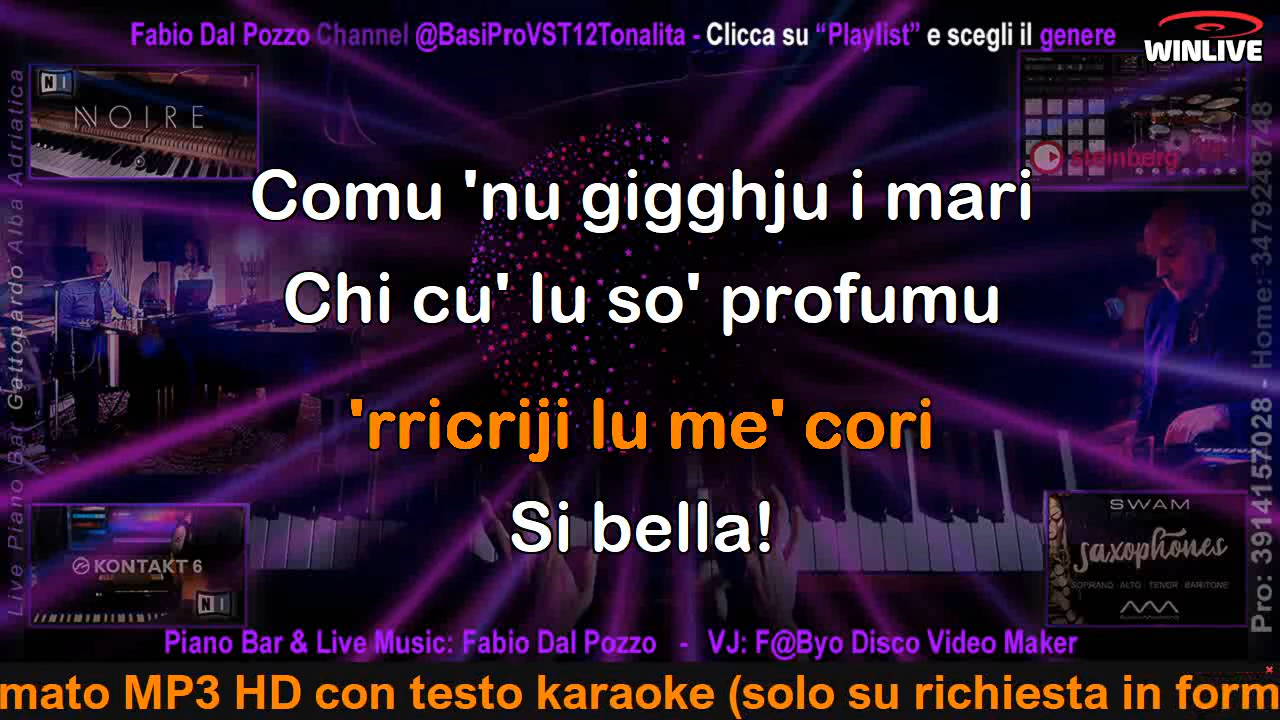 Fabio Dal Pozzo Channel @BasiProVST12Tonalita - Clicca su “Playlist” e scegli il genere
WINLIVE
NI
NOIRE
steinberg
Live Piano Bar Gattopardo Alba Adriatica
Comu 'nu gigghju i mari
Chi cu' lu so' profumu
'rricriji lu me' cori
Si bella!
Pro: 3914157028 - Home: 3479248748
KONTAKT 6
NI
SWAM
saxophones
SOPRANO · ALTO · TENOR · BARITONE
Piano Bar & Live Music: Fabio Dal Pozzo - VJ: F@Byo Disco Video Maker
mato MP3 HD con testo karaoke (solo su richiesta in form